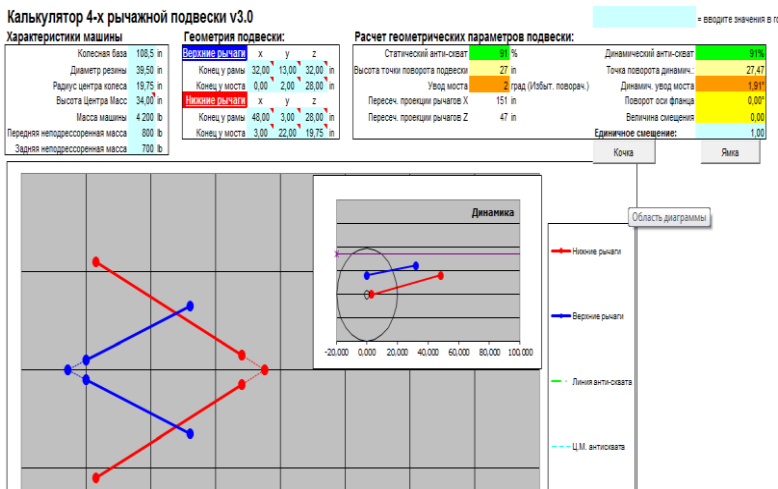 Калькулятор 4-х рычажной подвески v3.0
= вводите значения в го
Характеристики машины
Колесная база 108,5 in
Диаметр резины 39,50 in
Радиус центра колеса 19,75 in
Высота Центра Масс 34,00 in
Масса машины 4 200 lb
Передняя неподрессоренная масса 800 lb
Задняя неподрессоренная масса 700 lb
Геометрия подвески:
Верхние рычаги x y z
Конец у рамы 32,00 13,00 32,00 in
Конец у моста 0,00 2,00 28,00 in
Нижние рычаги x y z
Конец у рамы 48,00 3,00 28,00 in
Конец у моста 3,00 22,00 19,75 in
Расчет геометрических параметров подвески:
Статический анти-скват 91 %
Высота точки поворота подвески 27 in
Увод моста 2 град (Избыт. поворач.)
Пересеч. проекции рычагов X 151 in
Пересеч. проекции рычагов Z 47 in
Динамический анти-скват 91%
Точка поворота динамич.: 27,47
Динамич. увод моста 1,91°
Поворот оси фланца 0,00°
Величина смещения 0,00
Единичное смещение: 1,00
Кочка Ямка
Динамика
-20.000 0.000 20.000 40.000 60.000 80.000 100.000
Область диаграммы
Нижние рычаги
Верхние рычаги
Линия анти-сквата
Ц.М. антисквата